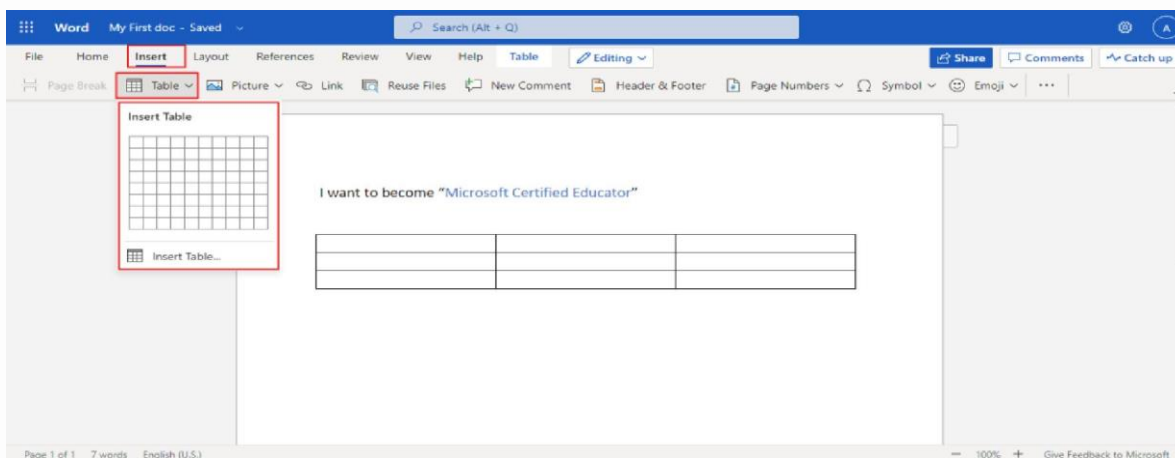 Word My First doc - Saved Search (Alt + Q) A
File Home Insert Layout References Review View Help Table Editing Share Comments Catch up
Page Break Table Picture Link Reuse Files New Comment Header & Footer Page Numbers Symbol Emoji ...
Insert Table
I want to become “Microsoft Certified Educator”
Insert Table...
Page 1 of 1 7 words English (U.S.) 100% Give Feedback to Microsoft